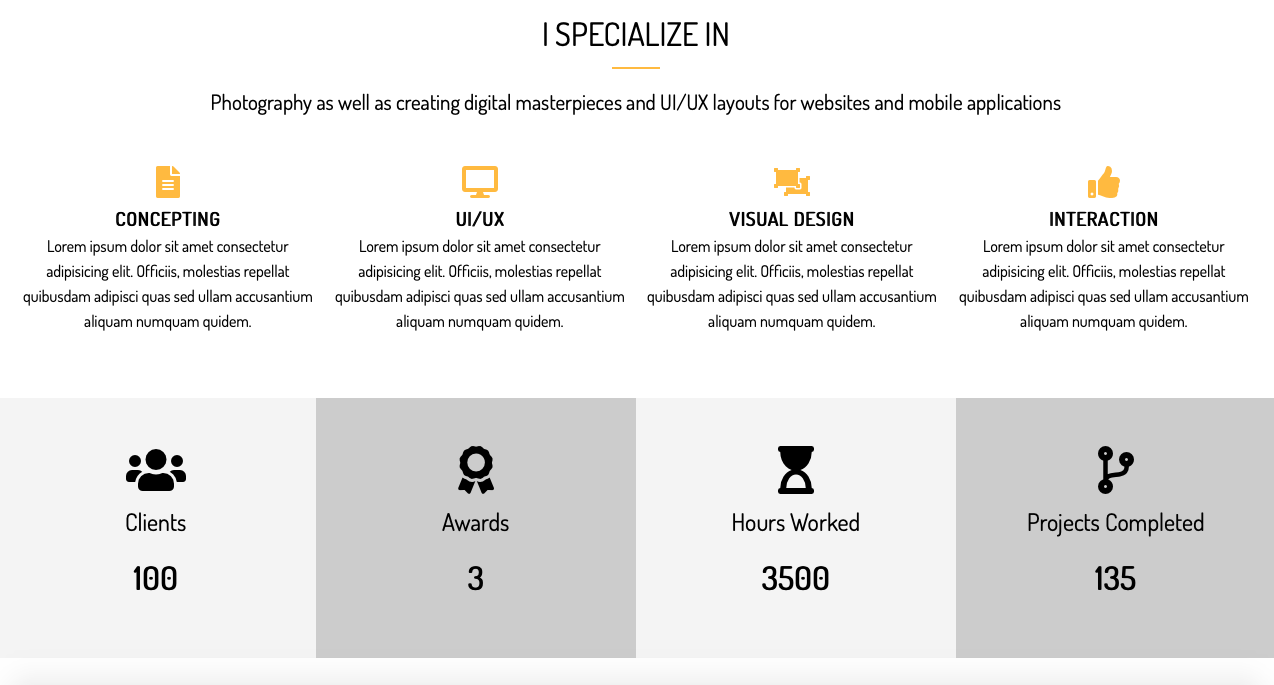 I SPECIALIZE IN
Photography as well as creating digital masterpieces and UI/UX layouts for websites and mobile applications
CONCEPTING
Lorem ipsum dolor sit amet consectetur
adipisicing elit. Officiis, molestias repellat
quibusdam adipisci quas sed ullam accusantium
aliquam numquam quidem.
UI/UX
Lorem ipsum dolor sit amet consectetur
adipisicing elit. Officiis, molestias repellat
quibusdam adipisci quas sed ullam accusantium
aliquam numquam quidem.
VISUAL DESIGN
Lorem ipsum dolor sit amet consectetur
adipisicing elit. Officiis, molestias repellat
quibusdam adipisci quas sed ullam accusantium
aliquam numquam quidem.
INTERACTION
Lorem ipsum dolor sit amet consectetur
adipisicing elit. Officiis, molestias repellat
quibusdam adipisci quas sed ullam accusantium
aliquam numquam quidem.
Clients
100
Awards
3
Hours Worked
3500
Projects Completed
135